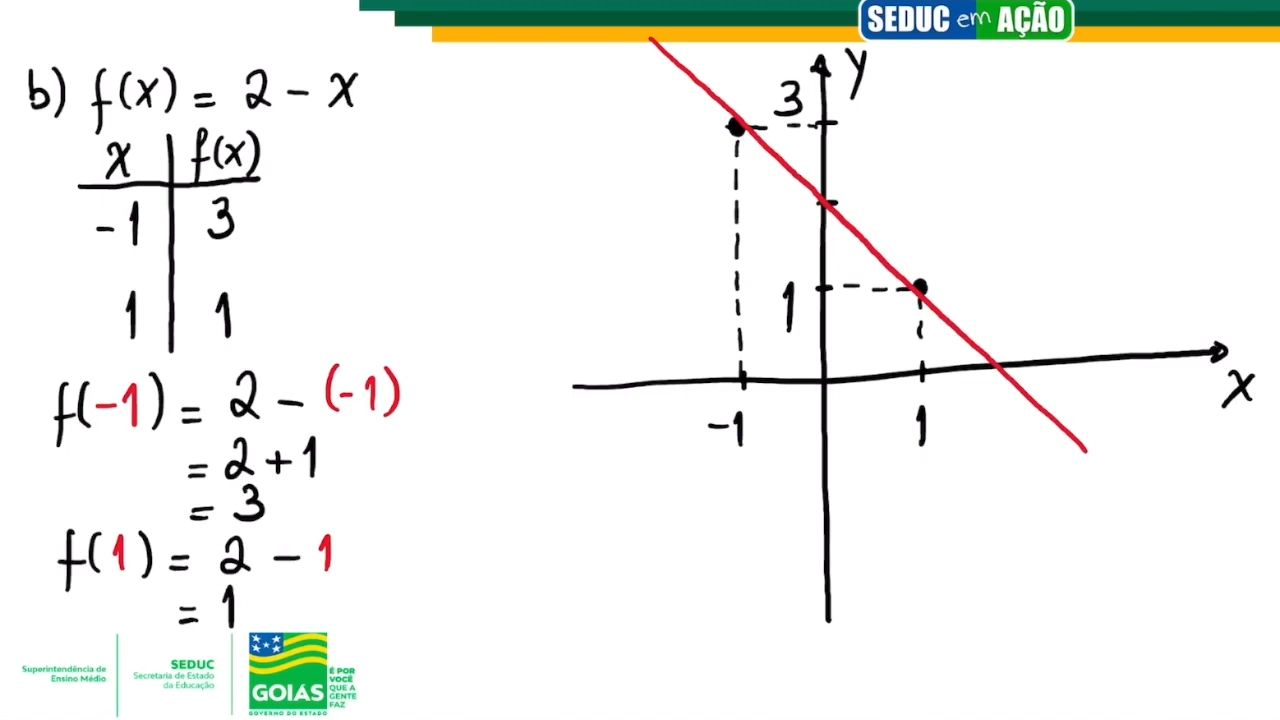 SEDUC em AÇÃO
b) f(x) = 2 - x
x f(x)
-1 3
1 1
f(-1) = 2 - (-1)
= 2 + 1
= 3
f(1) = 2 - 1
= 1
y
3
1
-1 1
x
Superintendência de
Ensino Médio
SEDUC
Secretaria de Estado
da Educação
GOIÁS
GOVERNO DO ESTADO
É POR
VOCÊ
QUE A
GENTE
FAZ